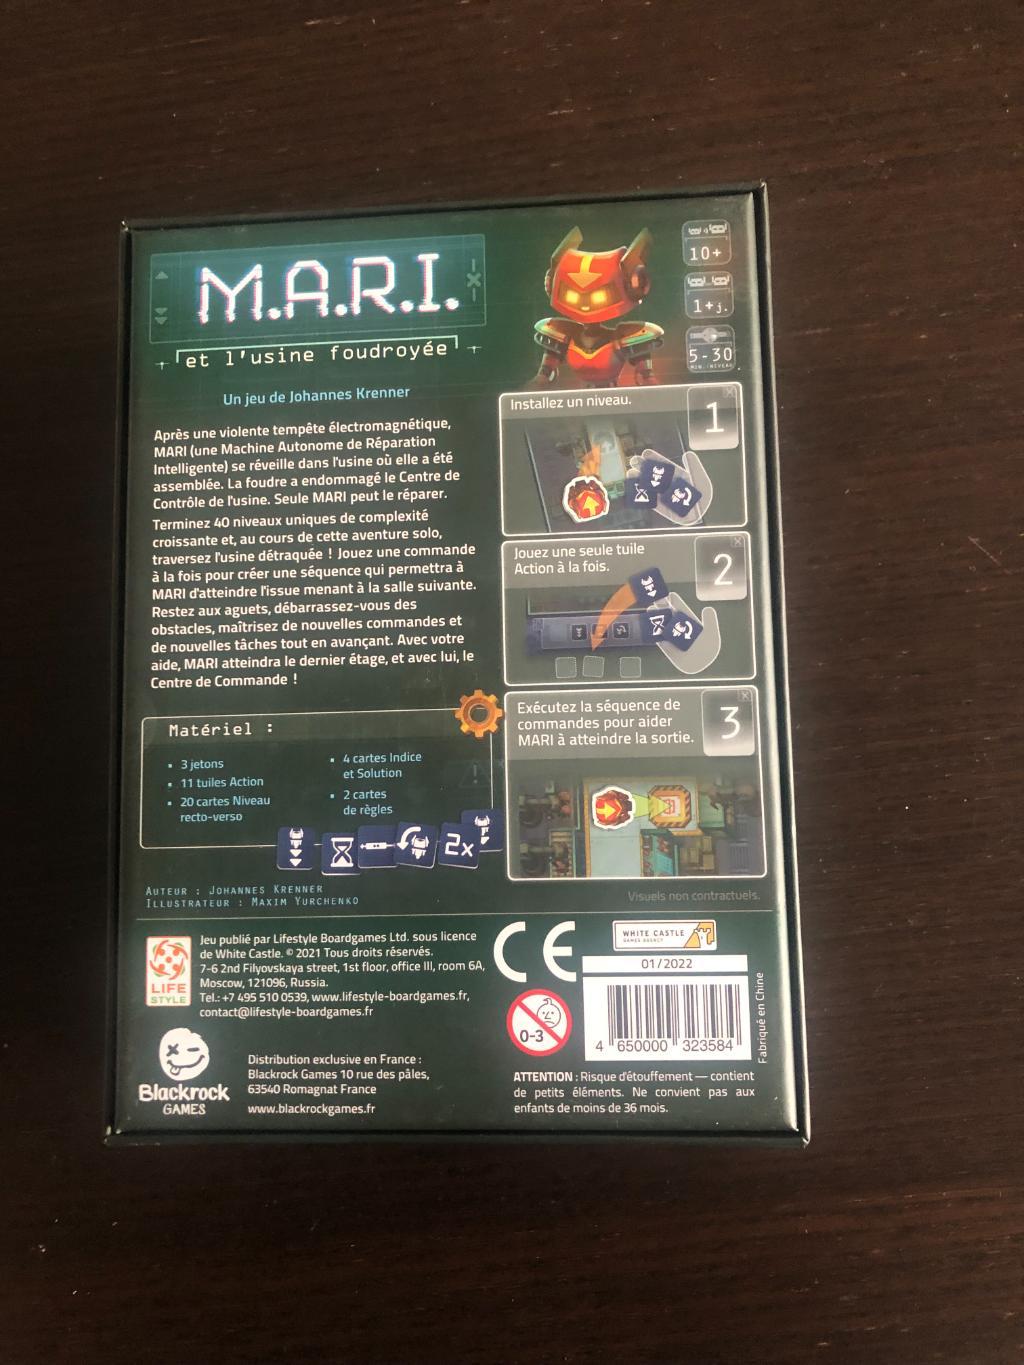 M.A.R.I.
et l'usine foudroyée
Un jeu de Johannes Krenner
Après une violente tempête électromagnétique,
MARI (une Machine Autonome de Réparation
Intelligente) se réveille dans l'usine où elle a été
assemblée. La foudre a endommagé le Centre de
Contrôle de l'usine. Seule MARI peut le réparer.
Terminez 40 niveaux uniques de complexité
croissante et, au cours de cette aventure solo,
traversez l'usine détraquée ! Jouez une commande
à la fois pour créer une séquence qui permettra à
MARI d'atteindre l'issue menant à la salle suivante.
Restez aux aguets, débarrassez-vous des
obstacles, maîtrisez de nouvelles commandes et
de nouvelles tâches tout en avançant. Avec votre
aide, MARI atteindra le dernier étage, et avec lui, le
Centre de Commande !
10+
1+j.
5-30
MIN./NIVEAU
Installez un niveau.
1
Jouez une seule tuile
Action à la fois.
2
Exécutez la séquence de
commandes pour aider
MARI à atteindre la sortie.
3
Matériel :
▪ 3 jetons
▪ 11 tuiles Action
▪ 20 cartes Niveau
recto-verso
▪ 4 cartes Indice
et Solution
▪ 2 cartes
de règles
2x
AUTEUR : JOHANNES KRENNER
ILLUSTRATEUR : MAXIM YURCHENKO
Visuels non contractuels.
LIFE
STYLE
Jeu publié par Lifestyle Boardgames Ltd. sous licence
de White Castle. © 2021 Tous droits réservés.
7-6 2nd Filyovskaya street, 1st floor, office III, room 6A,
Moscow, 121096, Russia.
Tel.: +7 495 510 0539, www.lifestyle-boardgames.fr,
contact@lifestyle-boardgames.fr
Blackrock
GAMES
Distribution exclusive en France :
Blackrock Games 10 rue des pâles,
63540 Romagnat France
www.blackrockgames.fr
CE
WHITE CASTLE
GAMES AGENCY
01/2022
0-3
4 650000 323584
Fabriqué en Chine
ATTENTION : Risque d'étouffement — contient
de petits éléments. Ne convient pas aux
enfants de moins de 36 mois.